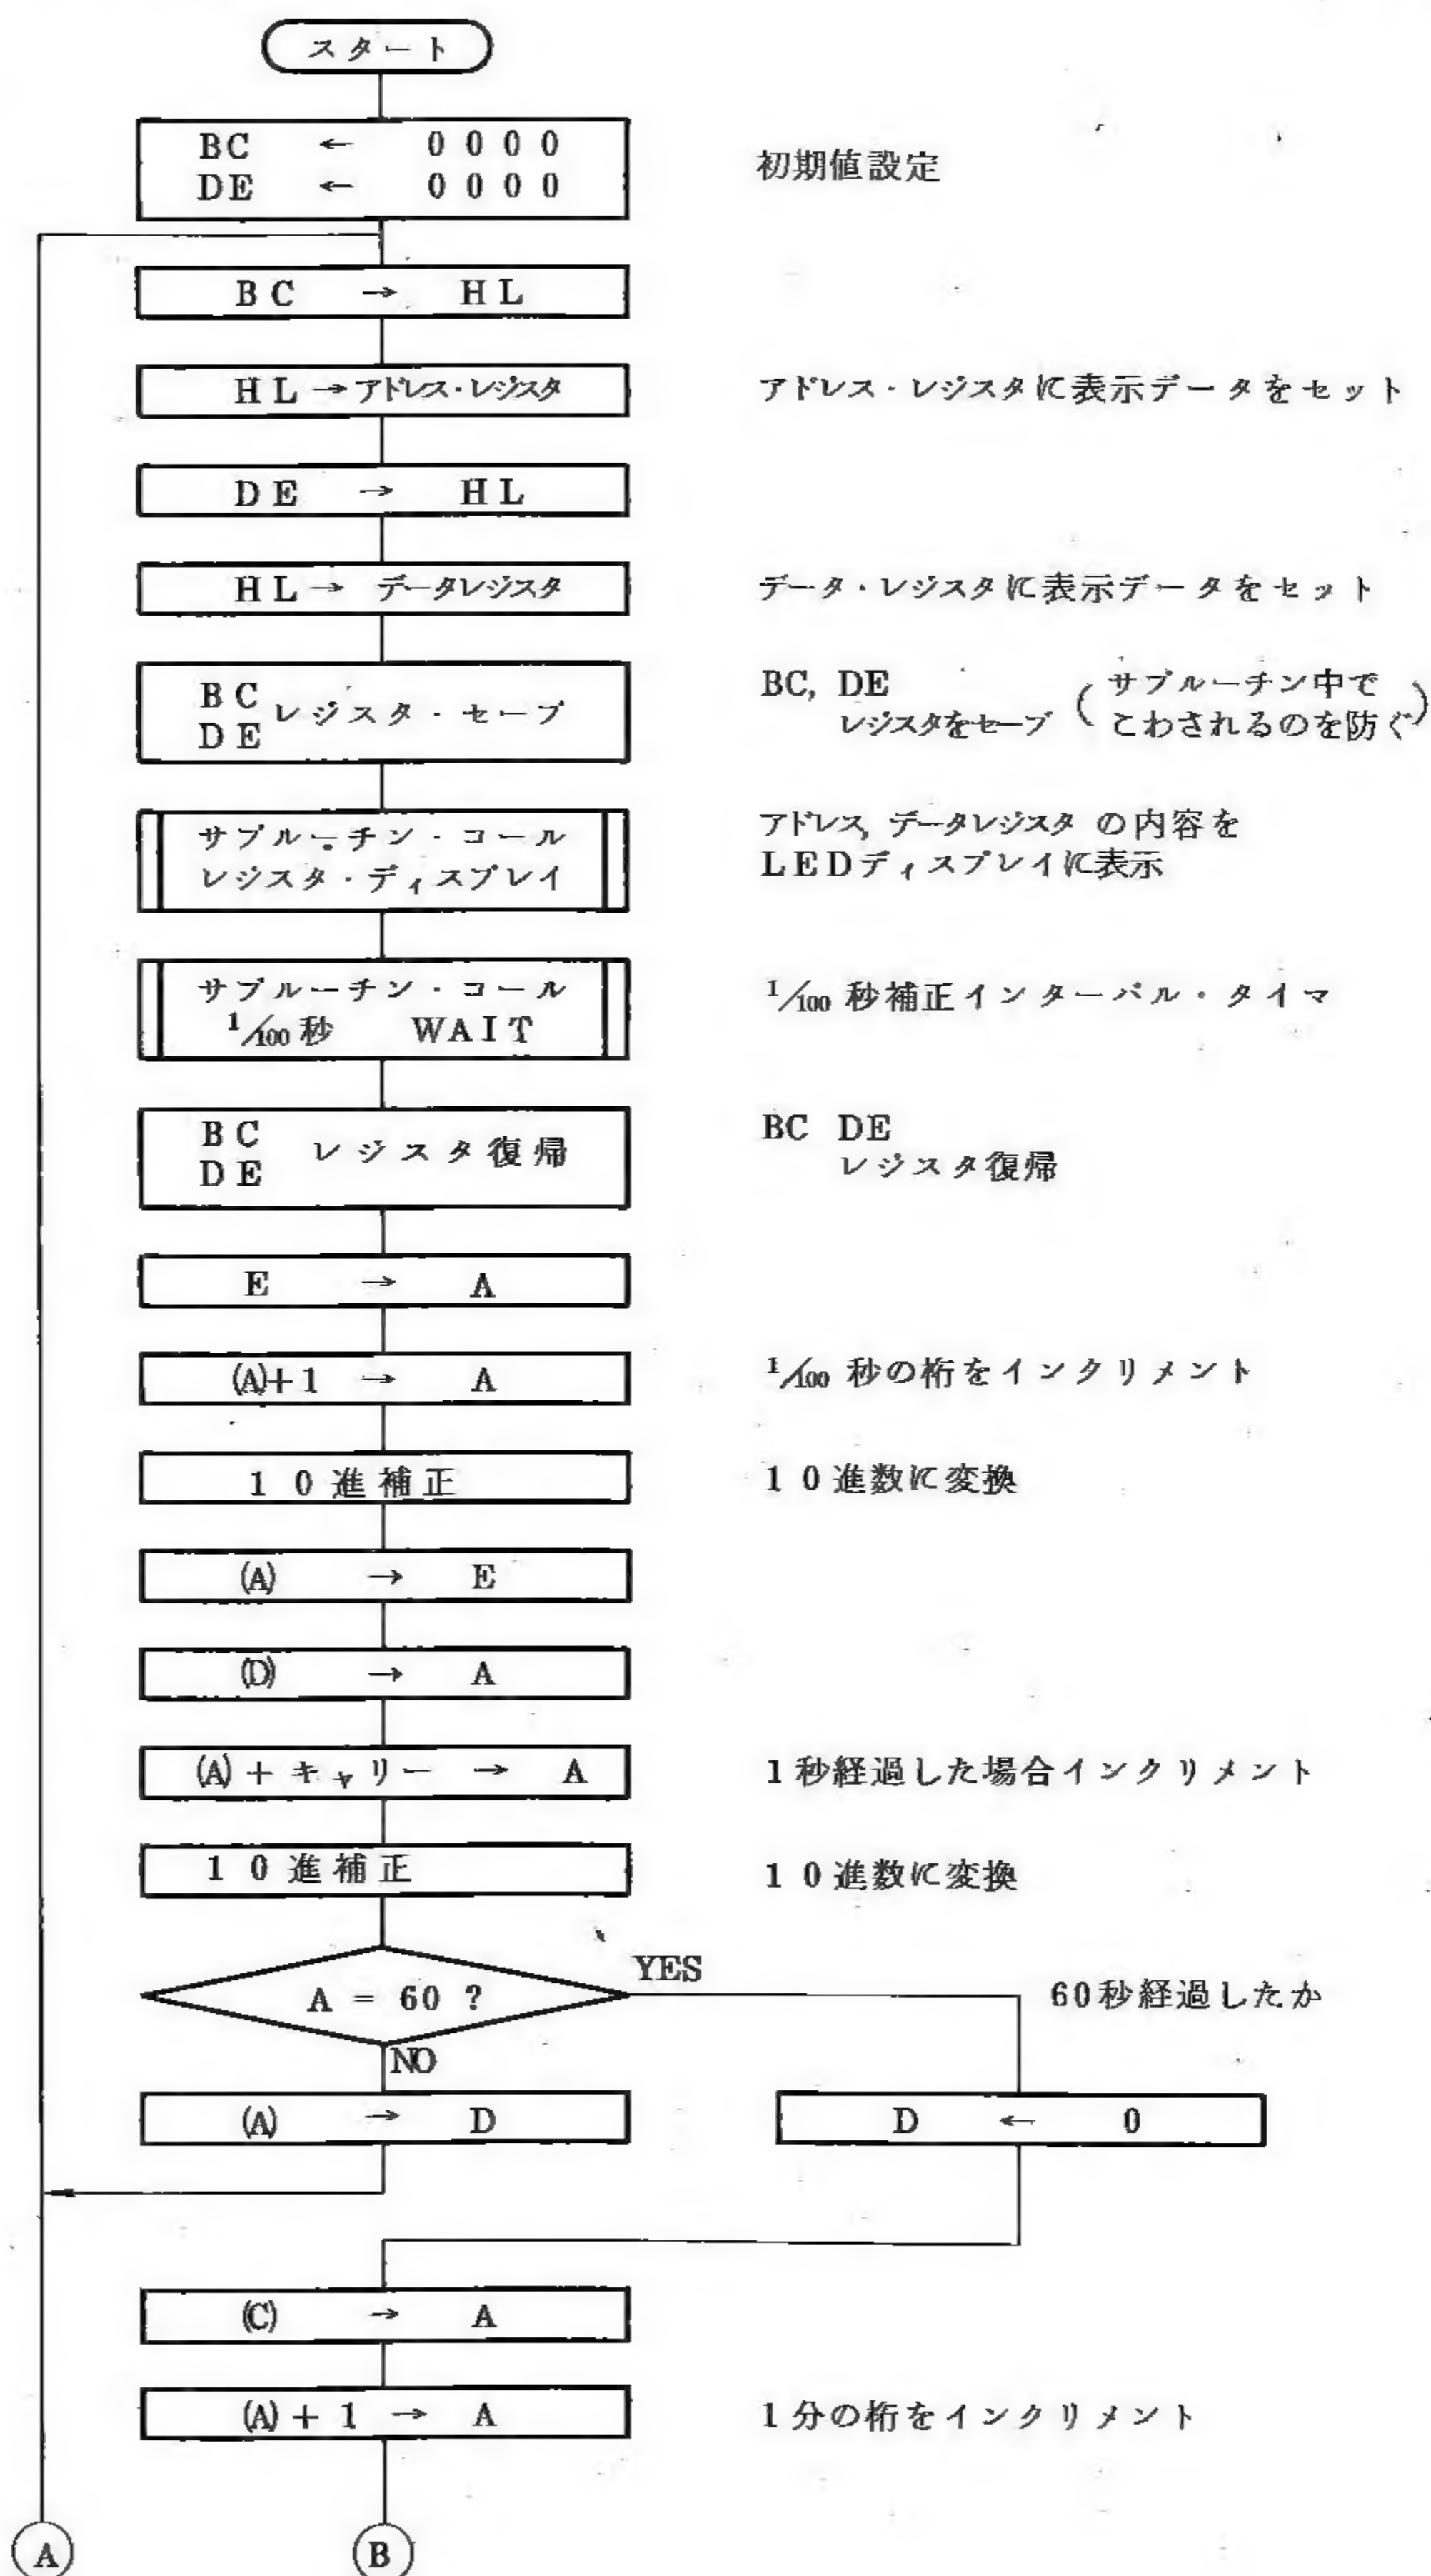 スタート
BC ← 0000
DE ← 0000
初期値設定
BC → HL
HL→アドレス・レジスタ
アドレス・レジスタに表示データをセット
DE → HL
HL→ データレジスタ
データ・レジスタに表示データをセット
BC
DE レジスタ・セーブ
BC, DE
レジスタをセーブ
(サブルーチン中で
こわされるのを防ぐ)
サブルーチン・コール
レジスタ・ディスプレイ
アドレス, データレジスタ の内容を
LEDディスプレイに表示
サブルーチン・コール
1/100秒 WAIT
1/100 秒補正インターバル・タイマ
BC
DE レジスタ復帰
BC DE
レジスタ復帰
E → A
(A)+1 → A
1/100 秒の桁をインクリメント
10進補正
10進数に変換
(A) → E
(D) → A
(A)+キャリー → A
1秒経過した場合インクリメント
10進補正
10進数に変換
A = 60 ?
YES
60秒経過したか
NO
(A) → D
D ← 0
(C) → A
(A)+1 → A
1分の桁をインクリメント
A
B